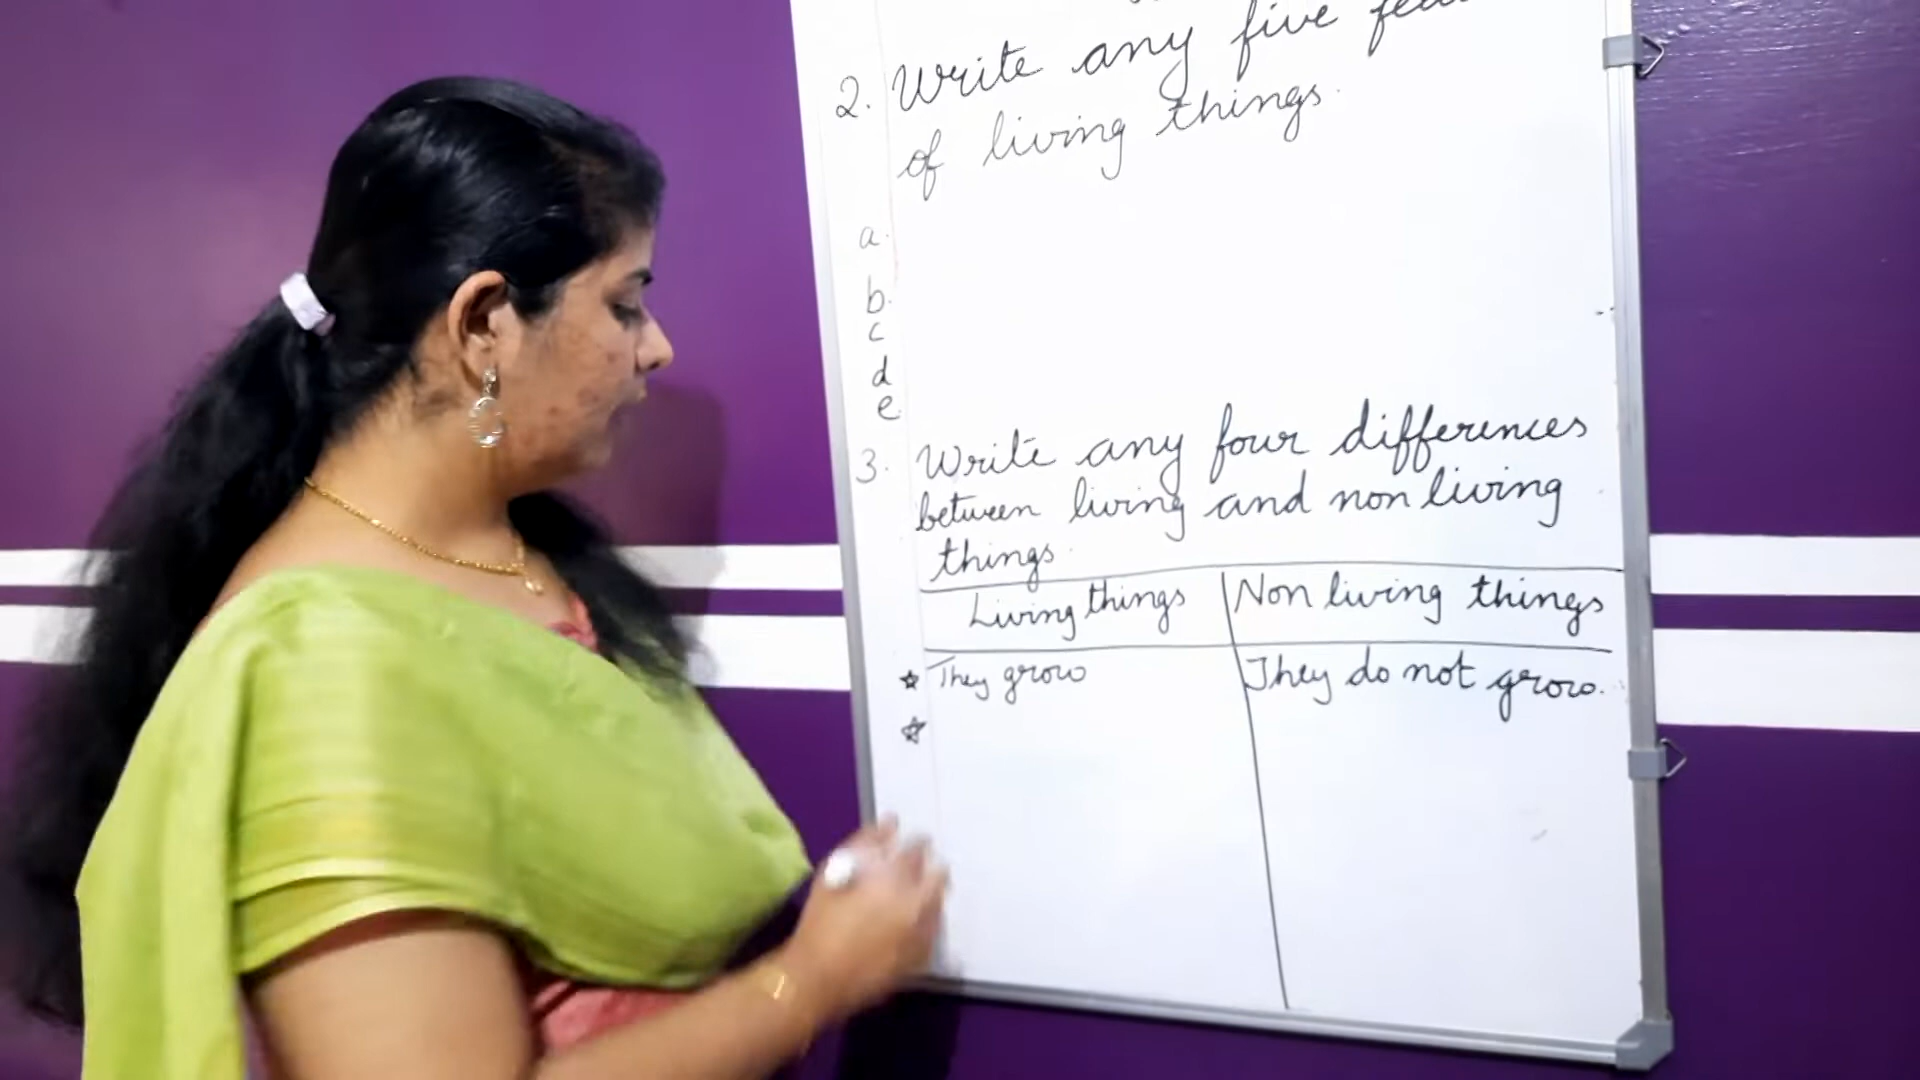 2. Write any five
of living things.
a.
b.
c
d
e
3. Write any four differences
between living and non living
things.
Living things Non living things
They grow They do not grow.